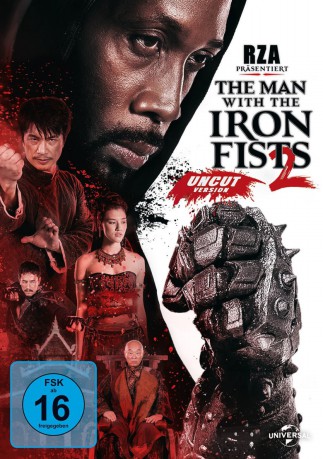 RZA
PRÄSENTIERT
THE MAN
WITH THE
IRON
FISTS
2
UNCUT
VERSION
FSK
ab
16
freigegeben
UNIVERSAL